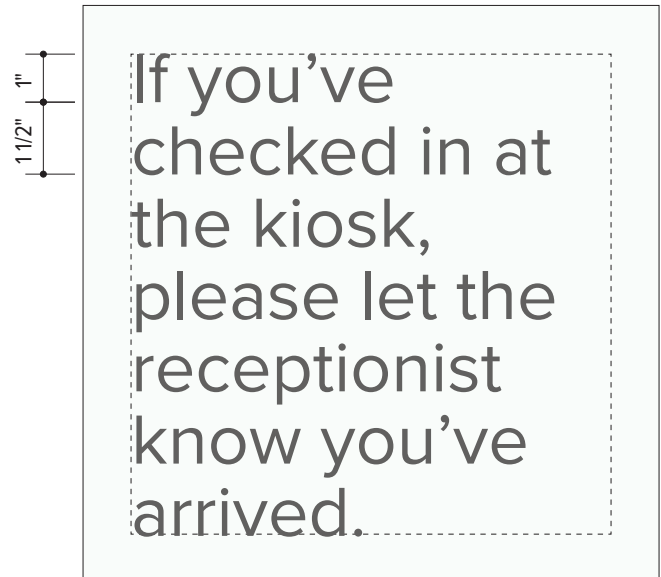 1"
1 1/2"
If you’ve
checked in at
the kiosk,
please let the
receptionist
know you’ve
arrived.